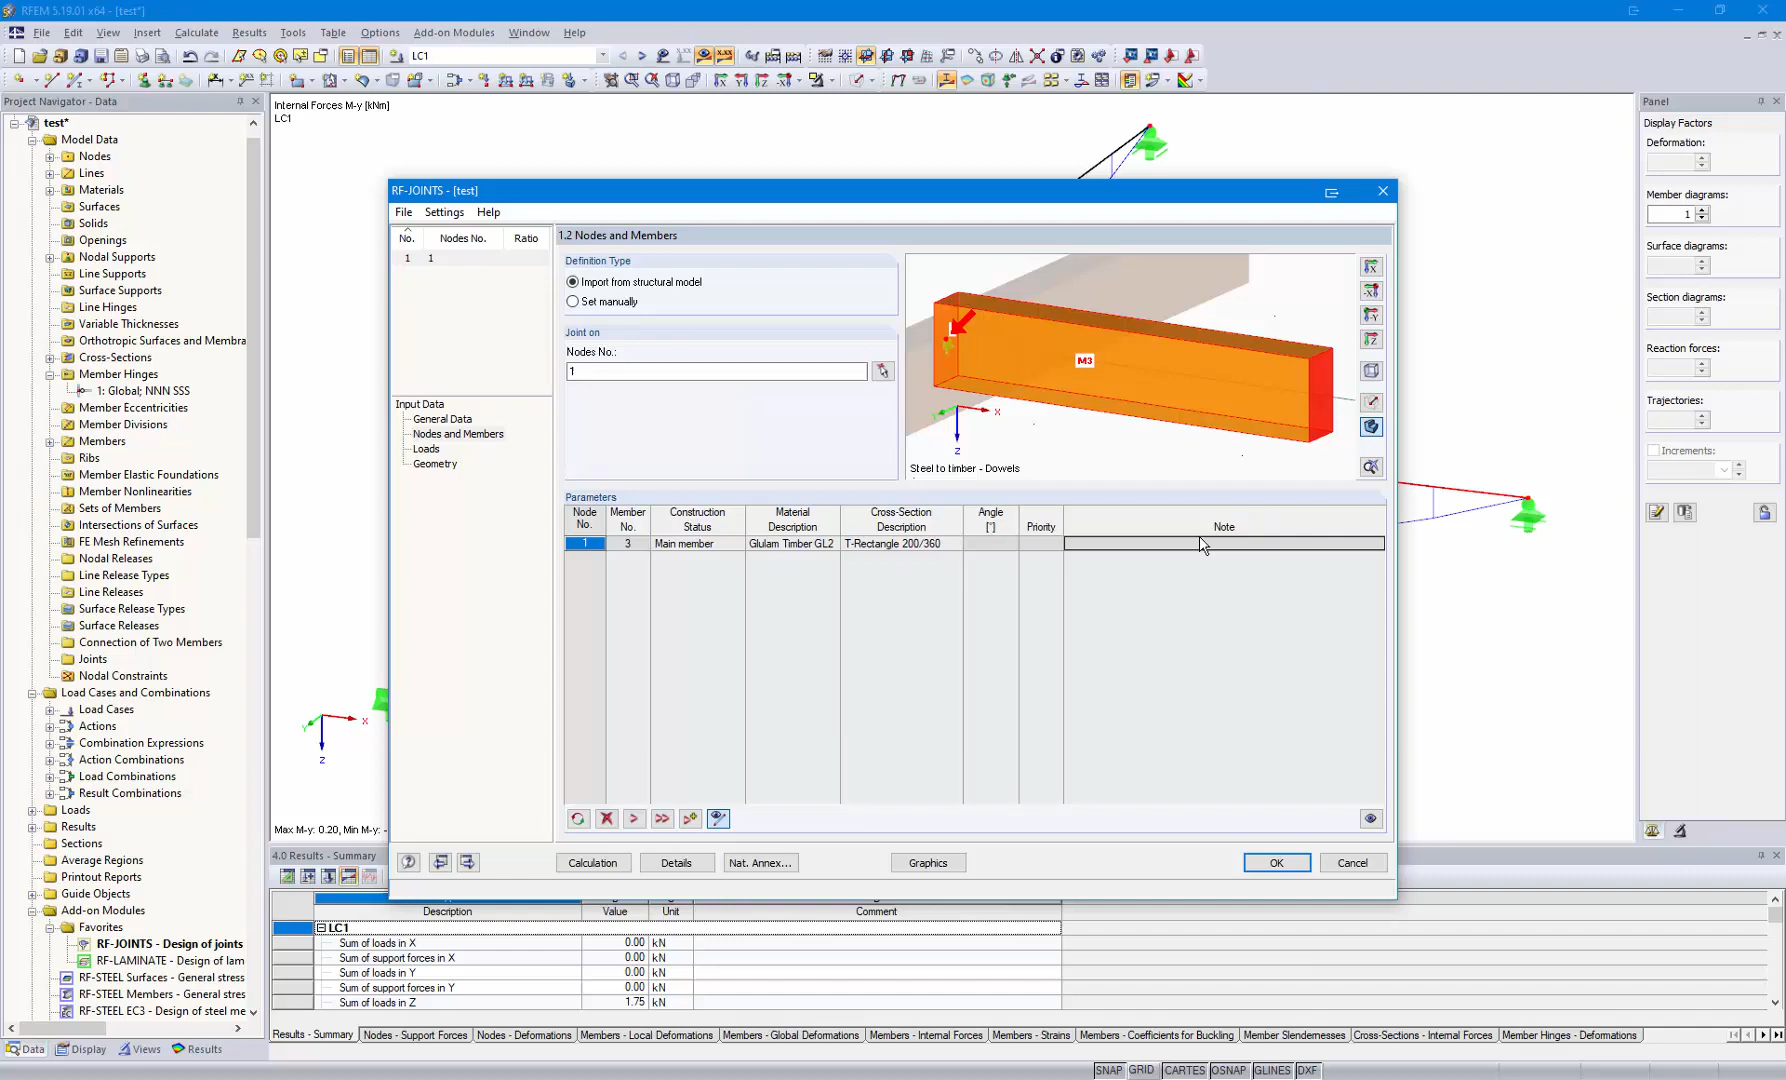 RFEM 5.19.01 x64 - [test*]
File Edit View Insert Calculate Results Tools Table Options Add-on Modules Window Help
LC1
Project Navigator - Data
test*
Model Data
Nodes
Lines
Materials
Surfaces
Solids
Openings
Nodal Supports
Line Supports
Surface Supports
Line Hinges
Variable Thicknesses
Orthotropic Surfaces and Membra
Cross-Sections
Member Hinges
1: Global; NNN SSS
Member Eccentricities
Member Divisions
Members
Ribs
Member Elastic Foundations
Member Nonlinearities
Sets of Members
Intersections of Surfaces
FE Mesh Refinements
Nodal Releases
Line Release Types
Line Releases
Surface Release Types
Surface Releases
Connection of Two Members
Joints
Nodal Constraints
Load Cases and Combinations
Load Cases
Actions
Combination Expressions
Action Combinations
Load Combinations
Result Combinations
Loads
Results
Sections
Average Regions
Printout Reports
Guide Objects
Add-on Modules
Favorites
RF-JOINTS - Design of joints
RF-LAMINATE - Design of lam
RF-STEEL Surfaces - General stress
RF-STEEL Members - General stres
RF-STEEL EC3 - Design of steel me
Data Display Views Results
Internal Forces M-y [kNm]
LC1
X
Y
Z
Max M-y: 0.20, Min M-y: -
RF-JOINTS - [test]
File Settings Help
No. Nodes No. Ratio
1 1
Input Data
General Data
Nodes and Members
Loads
Geometry
1.2 Nodes and Members
Definition Type
Import from structural model
Set manually
Joint on
Nodes No.:
1
M3
X
Y
Z
Steel to timber - Dowels
Parameters
Node No. Member No. Construction Status Material Description Cross-Section Description Angle [°] Priority Note
1 3 Main member Glulam Timber GL2 T-Rectangle 200/360
Calculation Details Nat. Annex... Graphics OK Cancel
4.0 Results - Summary
Description Value Unit Comment
LC1
Sum of loads in X 0.00 kN
Sum of support forces in X 0.00 kN
Sum of loads in Y 0.00 kN
Sum of support forces in Y 0.00 kN
Sum of loads in Z 1.75 kN
Results - Summary Nodes - Support Forces Nodes - Deformations Members - Local Deformations Members - Global Deformations Members - Internal Forces Members - Strains Members - Coefficients for Buckling Member Slendernesses Cross-Sections - Internal Forces Member Hinges - Deformations
SNAP GRID CARTES OSNAP GLINES DXF
Panel
Display Factors
Deformation:
Member diagrams:
1
Surface diagrams:
Section diagrams:
Reaction forces:
Trajectories:
Increments: